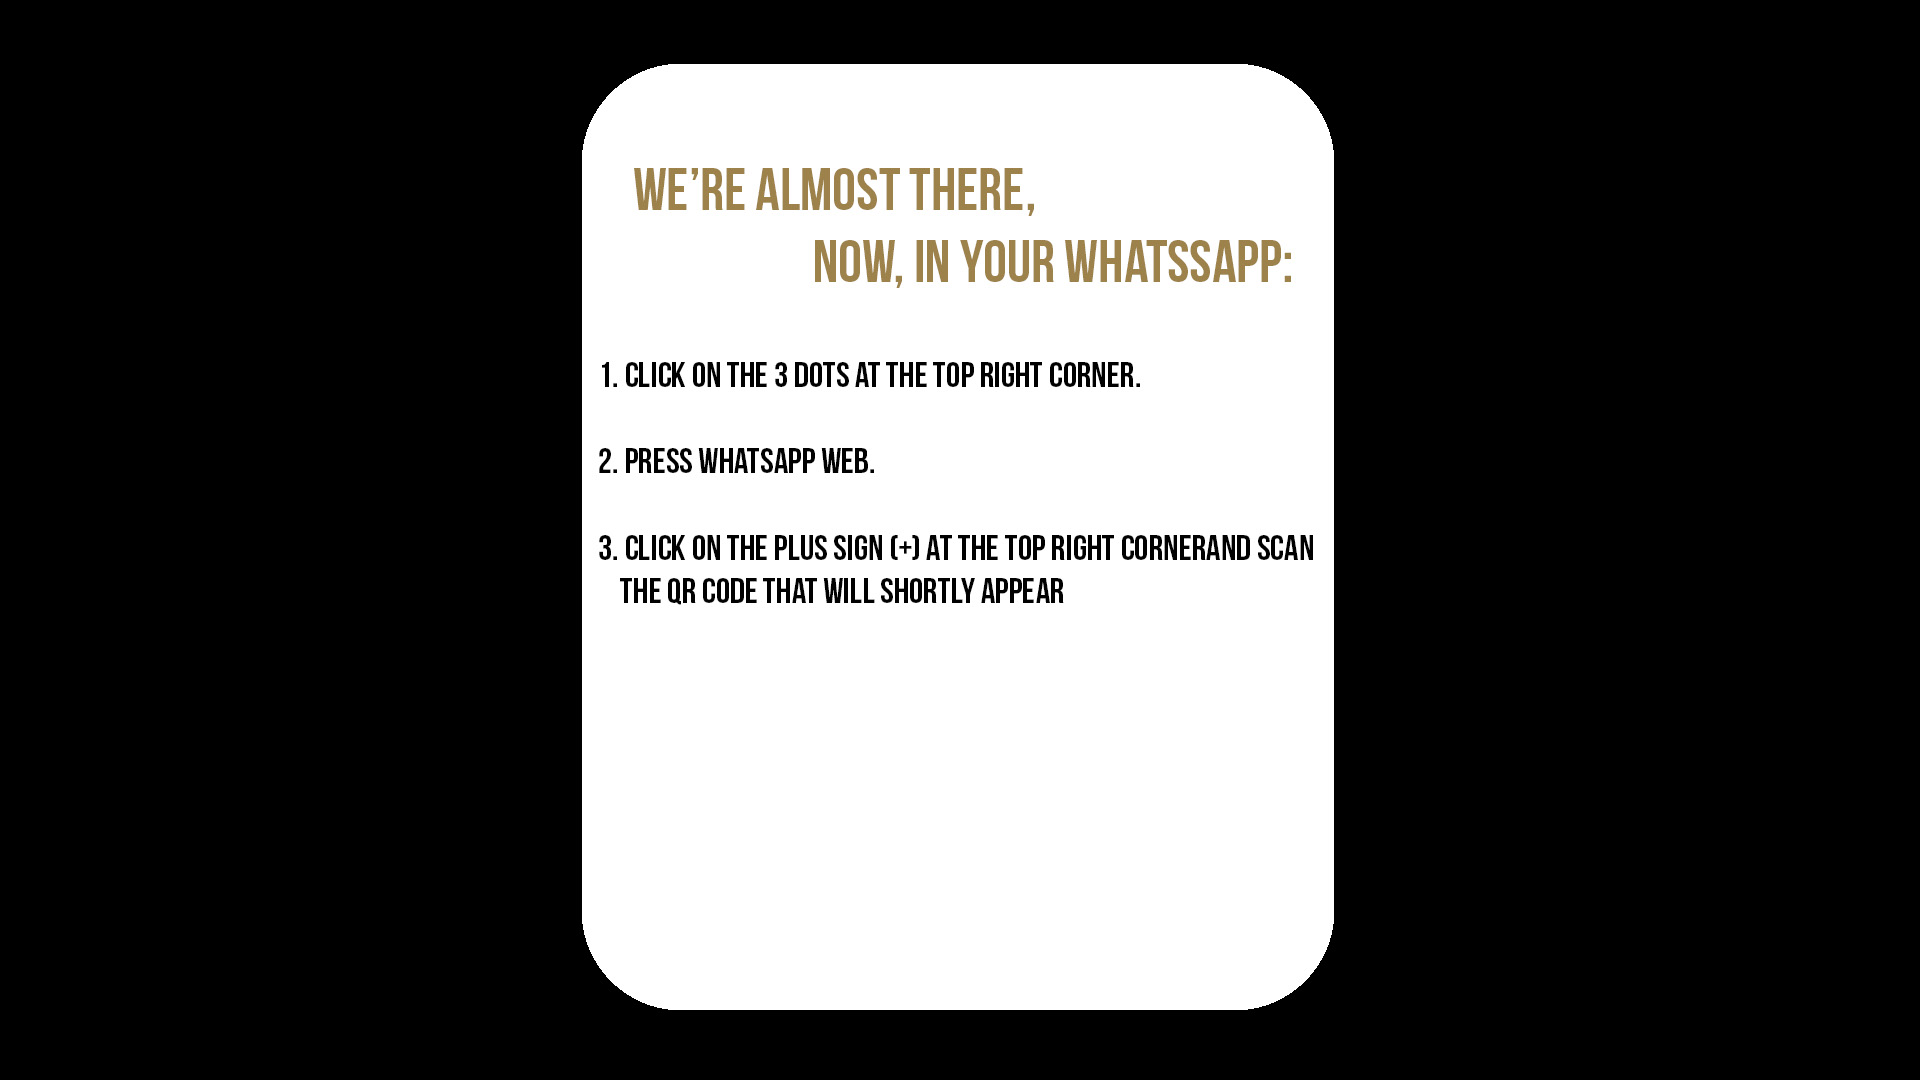 WE’RE ALMOST THERE,
NOW, IN YOUR WHATSSAPP:
1. CLICK ON THE 3 DOTS AT THE TOP RIGHT CORNER.
2. PRESS WHATSAPP WEB.
3. CLICK ON THE PLUS SIGN (+) AT THE TOP RIGHT CORNERAND SCAN
THE QR CODE THAT WILL SHORTLY APPEAR